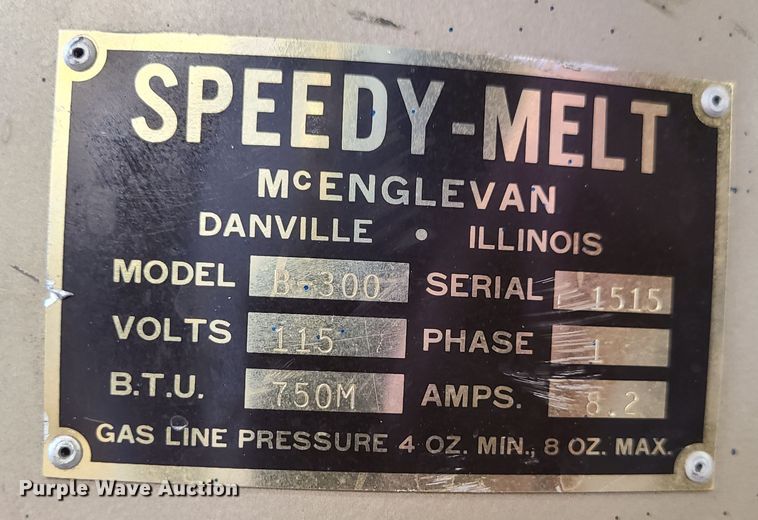 SPEEDY-MELT
McENGLEVAN
DANVILLE • ILLINOIS
MODEL B-300 SERIAL 1515
VOLTS 115 PHASE 1
B.T.U. 750M AMPS. 8.2
GAS LINE PRESSURE 4 OZ. MIN., 8 OZ. MAX.
Purple Wave Auction